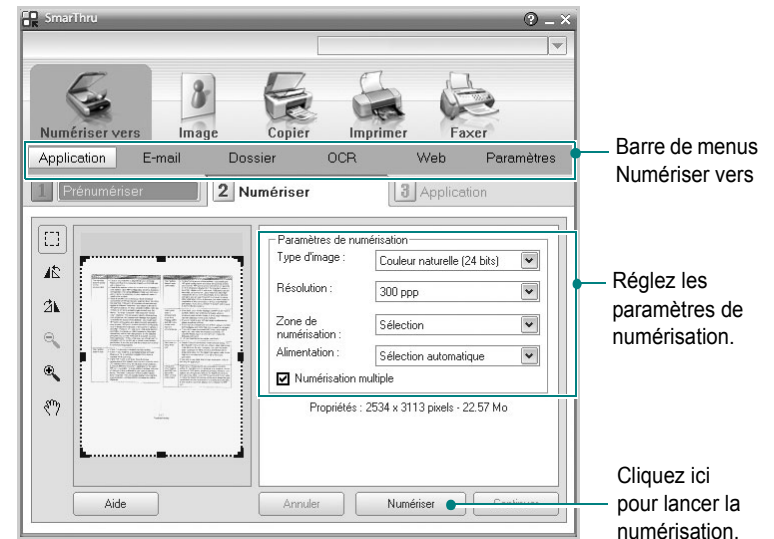 SmarThru
Numériser vers Image Copier Imprimer Faxer
Application E-mail Dossier OCR Web Paramètres
Barre de menus
Numériser vers
1 Prénumériser 2 Numériser 3 Application
Paramètres de numérisation
Type d'image : Couleur naturelle (24 bits)
Résolution : 300 ppp
Zone de
numérisation : Sélection
Alimentation : Sélection automatique
Numérisation multiple
Propriétés : 2534 x 3113 pixels - 22.57 Mo
Réglez les
paramètres de
numérisation.
Aide Annuler Numériser Continuer
Cliquez ici
pour lancer la
numérisation.